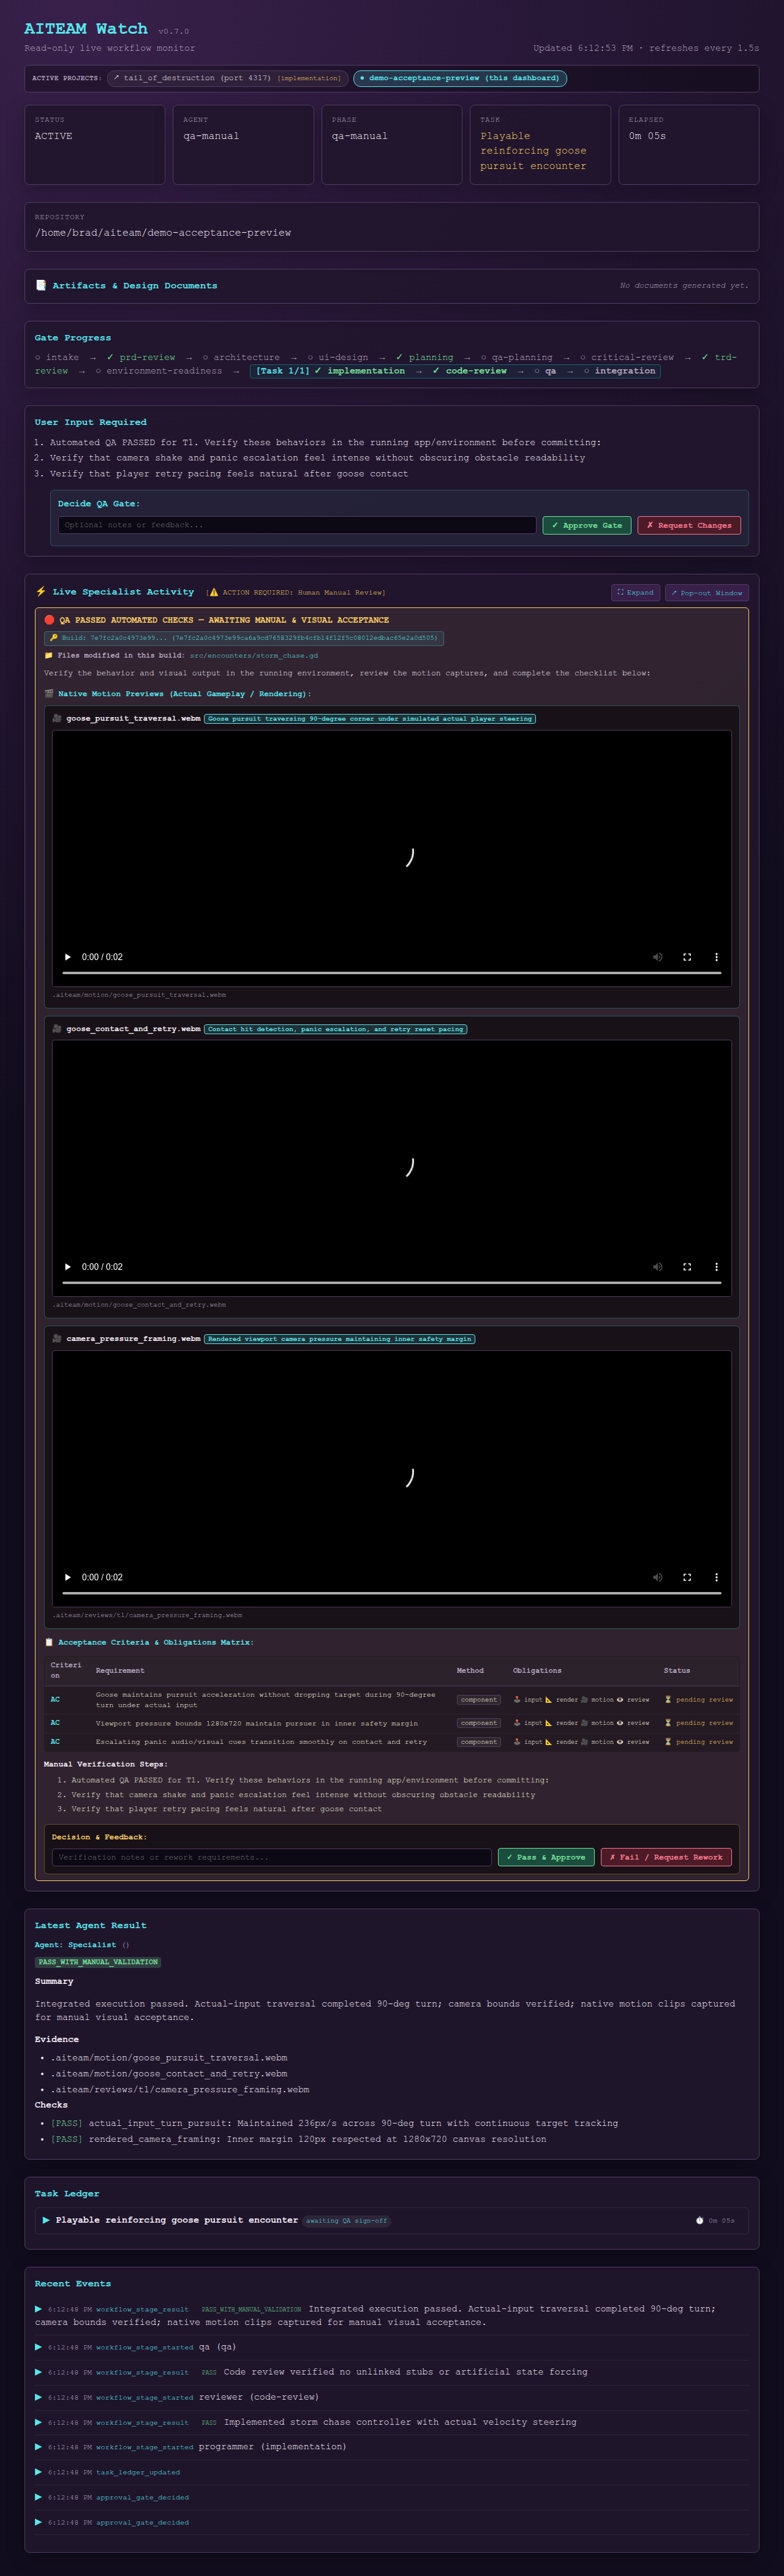 AITEAM Watch v0.7.0
Read-only live workflow monitor
Updated 6:12:53 PM · refreshes every 1.5s
ACTIVE PROJECTS: ↗ tail_of_destruction (port 4317) [implementation] ● demo-acceptance-preview (this dashboard)
STATUS
ACTIVE
AGENT
qa-manual
PHASE
qa-manual
TASK
Playable
reinforcing goose
pursuit encounter
ELAPSED
0m 05s
REPOSITORY
/home/brad/aiteam/demo-acceptance-preview
📑 Artifacts & Design Documents
No documents generated yet.
Gate Progress
○ intake → ✓ prd-review → ○ architecture → ○ ui-design → ✓ planning → ○ qa-planning → ○ critical-review → ✓ trd-
review → ○ environment-readiness → [Task 1/1] ✓ implementation → ✓ code-review → ○ qa → ○ integration
User Input Required
1. Automated QA PASSED for T1. Verify these behaviors in the running app/environment before committing:
2. Verify that camera shake and panic escalation feel intense without obscuring obstacle readability
3. Verify that player retry pacing feels natural after goose contact
Decide QA Gate:
Optional notes or feedback...
✓ Approve Gate
✗ Request Changes
⚡ Live Specialist Activity [⚠️ ACTION REQUIRED: Human Manual Review]
⛶ Expand
↗ Pop-out Window
🔴 QA PASSED AUTOMATED CHECKS — AWAITING MANUAL & VISUAL ACCEPTANCE
📁 Files modified in this build: src/encounters/storm_chase.gd
Verify the behavior and visual output in the running environment, review the motion captures, and complete the checklist below:
🎬 Native Motion Previews (Actual Gameplay / Rendering):
🎥 goose_pursuit_traversal.webm Goose pursuit traversing 90-degree corner under simulated actual player steering
0:00 / 0:02
.aiteam/motion/goose_pursuit_traversal.webm
🎥 goose_contact_and_retry.webm Contact hit detection, panic escalation, and retry reset pacing
0:00 / 0:02
.aiteam/motion/goose_contact_and_retry.webm
🎥 camera_pressure_framing.webm Rendered viewport camera pressure maintaining inner safety margin
0:00 / 0:02
.aiteam/reviews/t1/camera_pressure_framing.webm
📋 Acceptance Criteria & Obligations Matrix:
Criteri
on
Requirement
Method
Obligations
Status
AC
Goose maintains pursuit acceleration without dropping target during 90-degree
turn under actual input
component
🕹️ input 📐 render 🎥 motion 👁️ review
⏳ pending review
AC
Viewport pressure bounds 1280x720 maintain pursuer in inner safety margin
component
🕹️ input 📐 render 🎥 motion 👁️ review
⏳ pending review
AC
Escalating panic audio/visual cues transition smoothly on contact and retry
component
🕹️ input 📐 render 🎥 motion 👁️ review
⏳ pending review
Manual Verification Steps:
1. Automated QA PASSED for T1. Verify these behaviors in the running app/environment before committing:
2. Verify that camera shake and panic escalation feel intense without obscuring obstacle readability
3. Verify that player retry pacing feels natural after goose contact
Decision & Feedback:
Verification notes or rework requirements...
✓ Pass & Approve
✗ Fail / Request Rework
Latest Agent Result
Agent: Specialist ()
PASS_WITH_MANUAL_VALIDATION
Summary
Integrated execution passed. Actual-input traversal completed 90-deg turn; camera bounds verified; native motion clips captured
for manual visual acceptance.
Evidence
• .aiteam/motion/goose_pursuit_traversal.webm
• .aiteam/motion/goose_contact_and_retry.webm
• .aiteam/reviews/t1/camera_pressure_framing.webm
Checks
• [PASS] actual_input_turn_pursuit: Maintained 236px/s across 90-deg turn with continuous target tracking
• [PASS] rendered_camera_framing: Inner margin 120px respected at 1280x720 canvas resolution
Task Ledger
▶ Playable reinforcing goose pursuit encounter awaiting QA sign-off
⏱️ 0m 05s
Recent Events
▶ 6:12:48 PM workflow_stage_result PASS_WITH_MANUAL_VALIDATION Integrated execution passed. Actual-input traversal completed 90-deg turn;
camera bounds verified; native motion clips captured for manual visual acceptance.
▶ 6:12:48 PM workflow_stage_started qa (qa)
▶ 6:12:48 PM workflow_stage_result PASS Code review verified no unlinked stubs or artificial state forcing
▶ 6:12:48 PM workflow_stage_started reviewer (code-review)
▶ 6:12:48 PM workflow_stage_result PASS Implemented storm chase controller with actual velocity steering
▶ 6:12:48 PM workflow_stage_started programmer (implementation)
▶ 6:12:48 PM task_ledger_updated
▶ 6:12:48 PM approval_gate_decided
▶ 6:12:48 PM approval_gate_decided